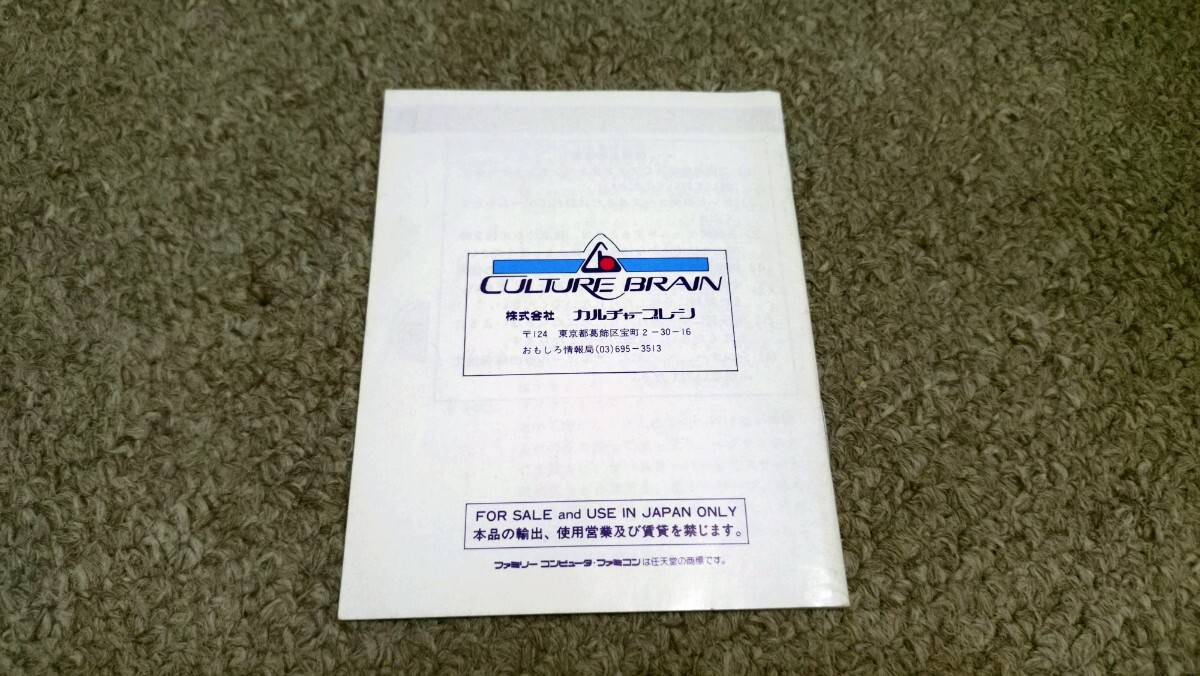 CULTURE BRAIN
株式会社 カルチャーブレーン
〒124 東京都葛飾区宝町2-30-16
おもしろ情報局(03)695-3513
FOR SALE and USE IN JAPAN ONLY
本品の輸出、使用営業及び賃貸を禁じます。
ファミリーコンピュータ・ファミコンは任天堂の商標です。